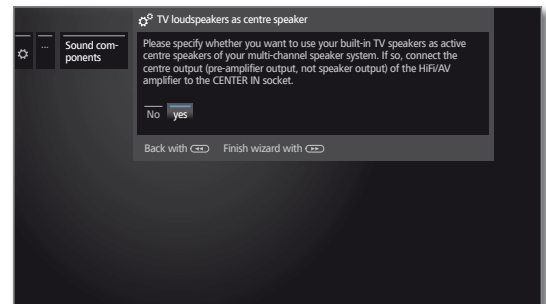 TV loudspeakers as centre speaker
...
Sound com-
ponents
Please specify whether you want to use your built-in TV speakers as active
centre speakers of your multi-channel speaker system. If so, connect the
centre output (pre-amplifier output, not speaker output) of the HiFi/AV
amplifier to the CENTER IN socket.
No yes
Back with Finish wizard with